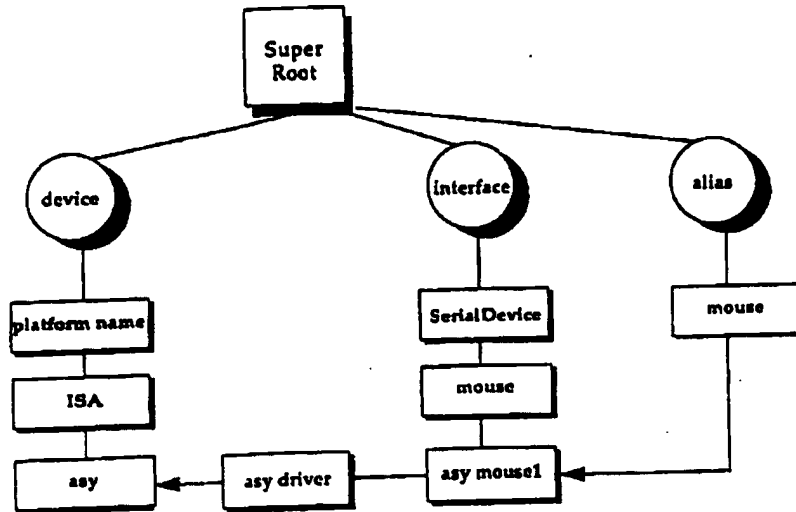 Super
Root
device
interface
alias
platform name
SerialDevice
mouse
ISA
mouse
asy
asy driver
asy mouse1